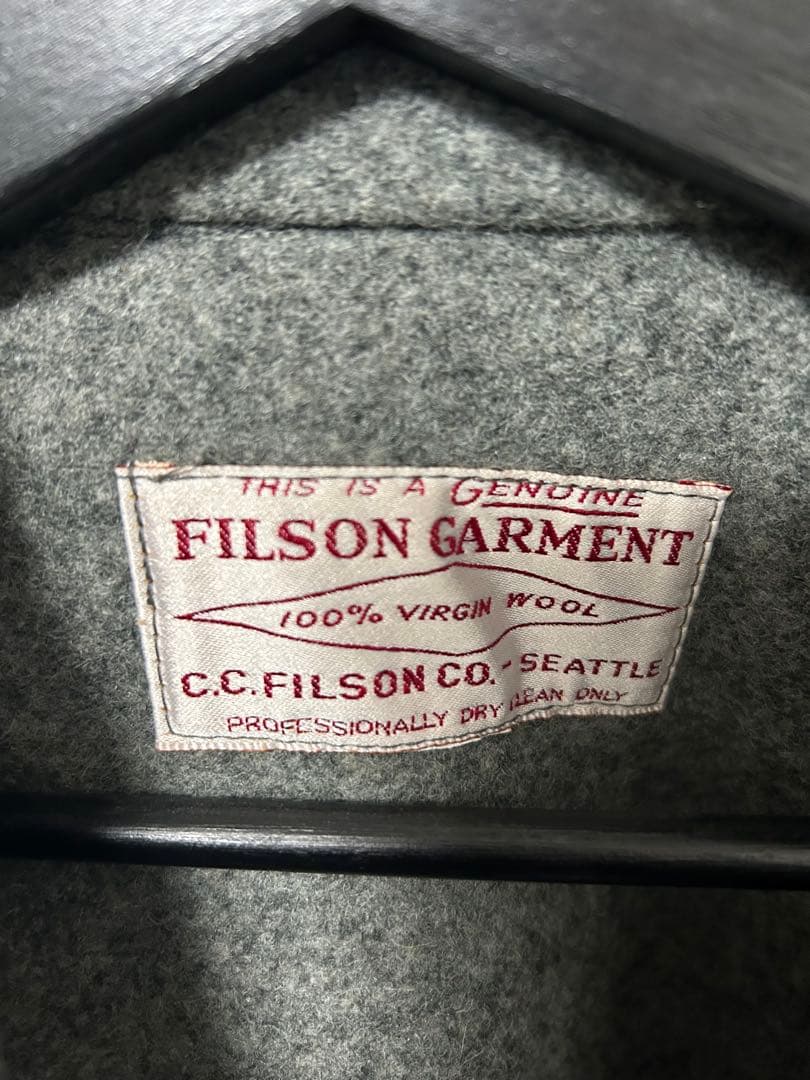 THIS IS A GENUINE
FILSON GARMENT
100% VIRGIN WOOL
C.C. FILSON CO. - SEATTLE
PROFESSIONALLY DRY CLEAN ONLY